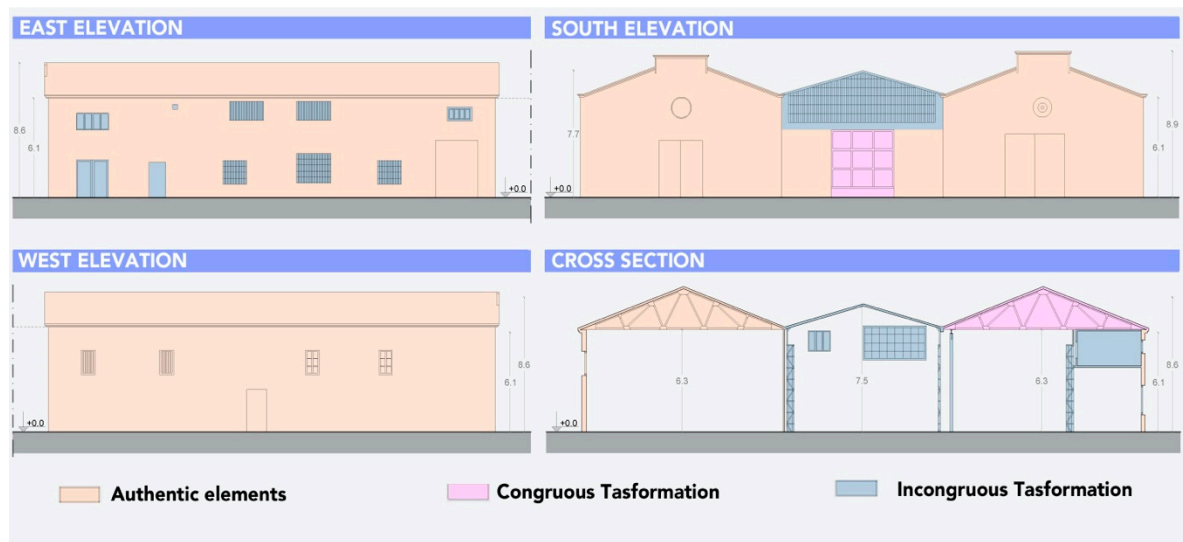 EAST ELEVATION
8.6
6.1
+0.0
SOUTH ELEVATION
7.7
8.9
6.1
+0.0
WEST ELEVATION
8.6
6.1
+0.0
CROSS SECTION
6.3
7.5
6.3
8.6
6.1
+0.0
Authentic elements
Congruous Tasformation
Incongruous Tasformation